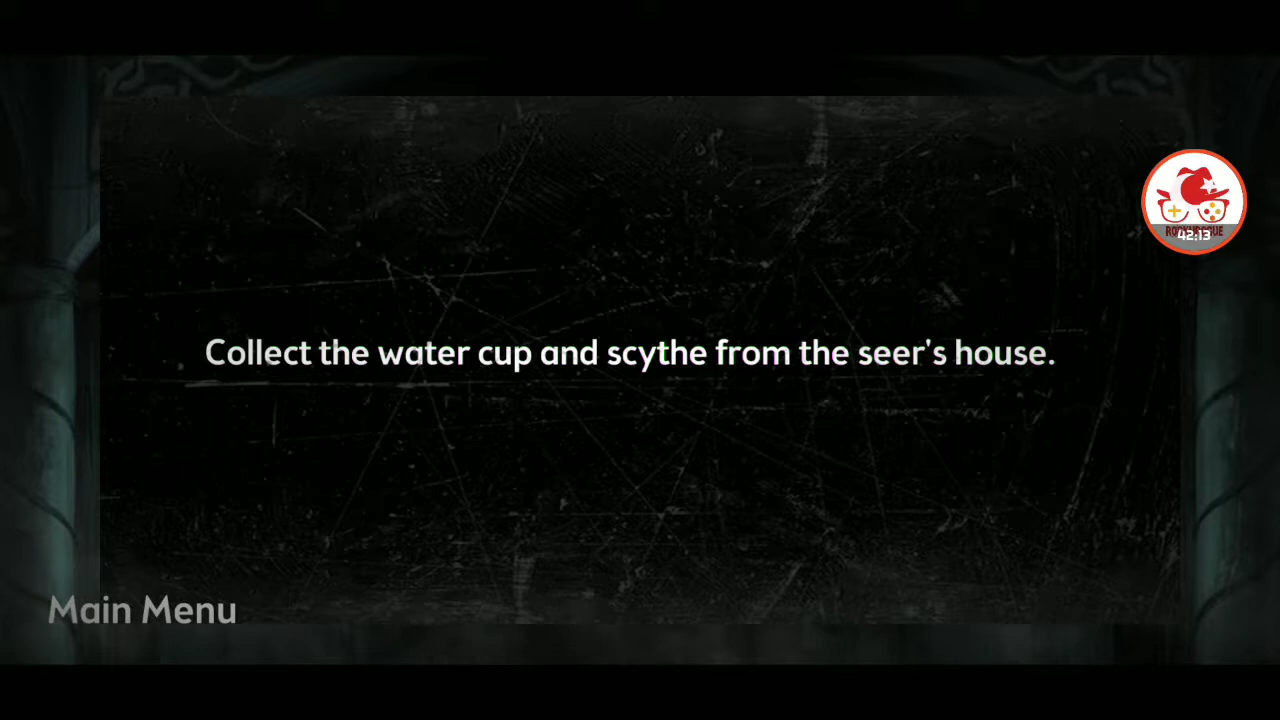 Collect the water cup and scythe from the seer's house.
42:13
Main Menu